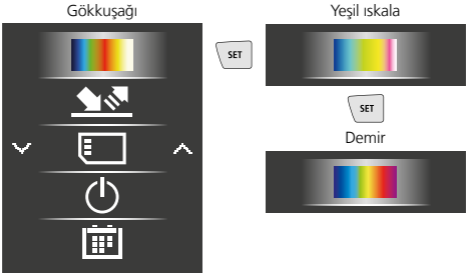 Gökkuşağı
Yeşil ıskala
SET
SET
Demir